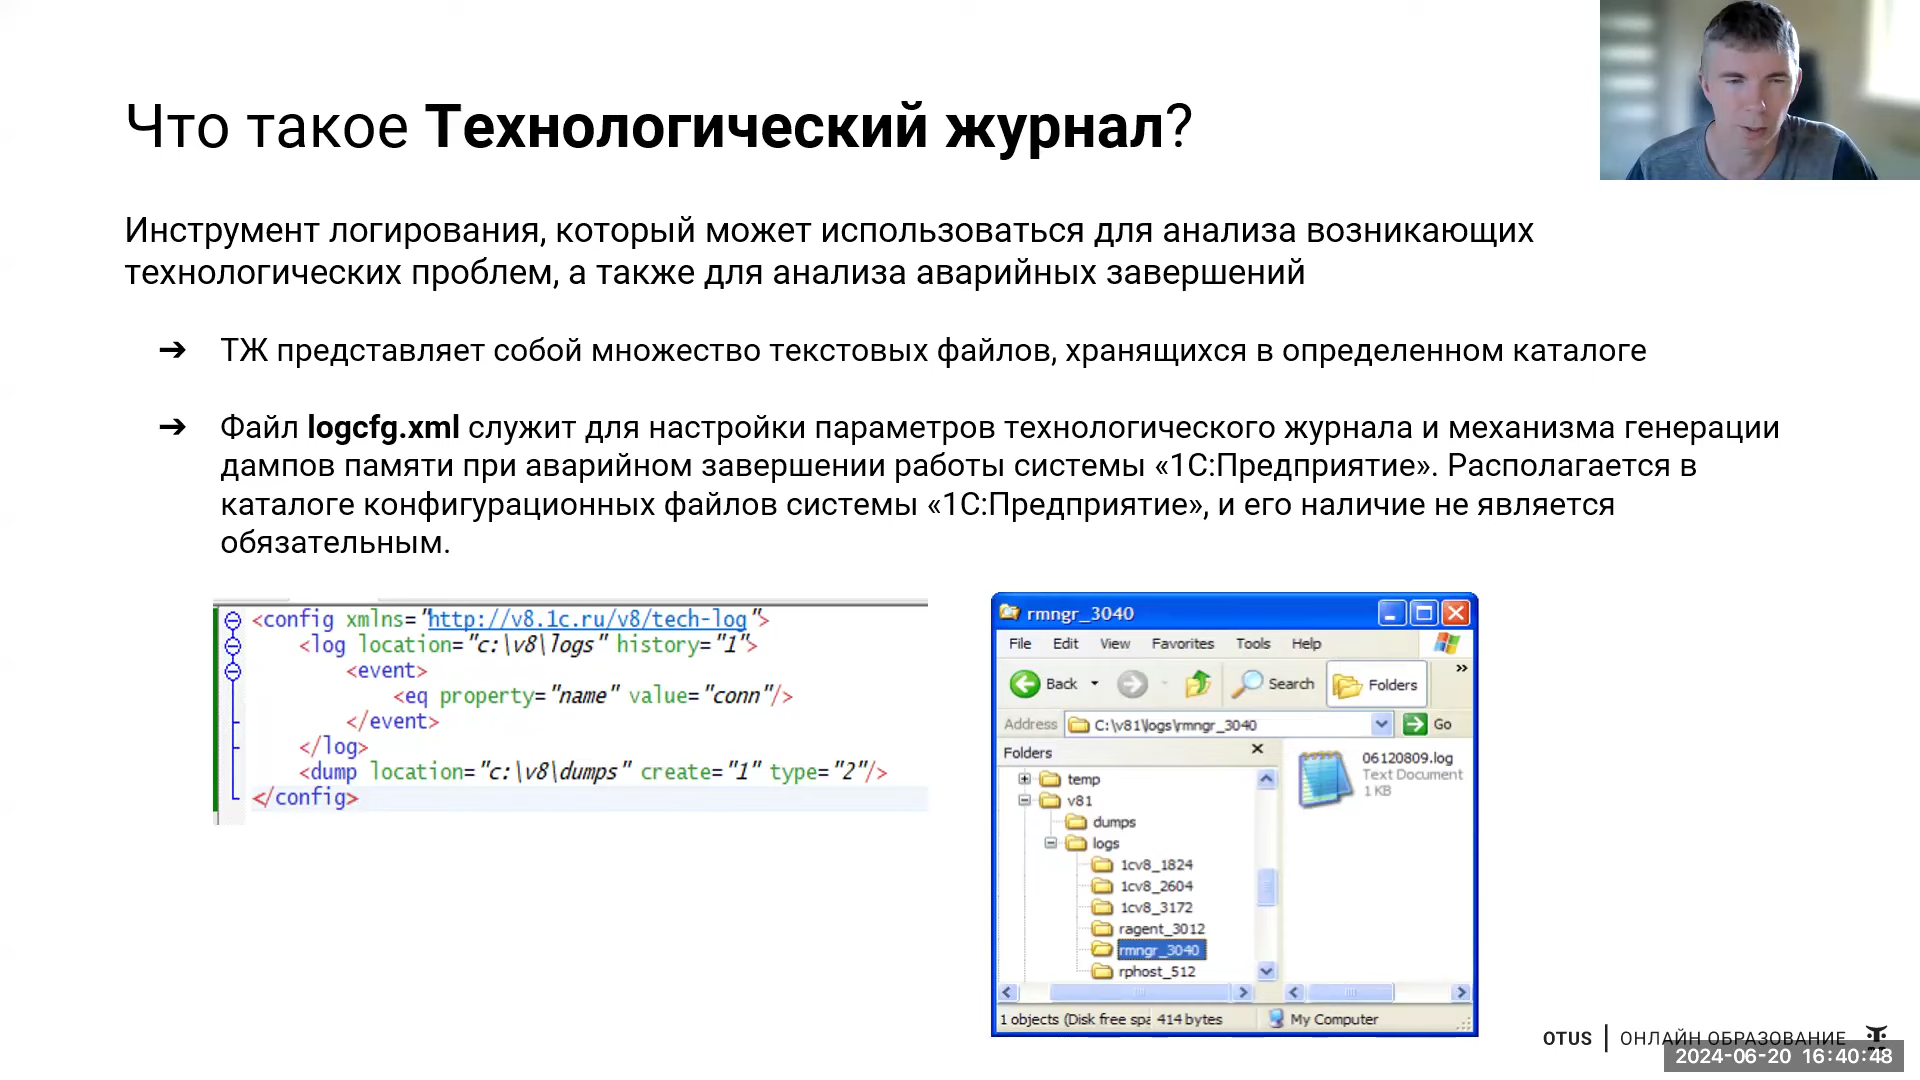 Что такое Технологический журнал?
Инструмент логирования, который может использоваться для анализа возникающих
технологических проблем, а также для анализа аварийных завершений
➔ ТЖ представляет собой множество текстовых файлов, хранящихся в определенном каталоге
➔ Файл logcfg.xml служит для настройки параметров технологического журнала и механизма генерации
дампов памяти при аварийном завершении работы системы «1С:Предприятие». Располагается в
каталоге конфигурационных файлов системы «1С:Предприятие», и его наличие не является
обязательным.
<config xmlns="http://v8.1c.ru/v8/tech-log">
<log location="c:\v8\logs" history="1">
<event>
<eq property="name" value="conn"/>
</event>
</log>
<dump location="c:\v8\dumps" create="1" type="2"/>
</config>
rmngr_3040
File Edit View Favorites Tools Help
Back Search Folders »
Address C:\v81\logs\rmngr_3040 Go
Folders
temp
v81
dumps
logs
1cv8_1824
1cv8_2604
1cv8_3172
ragent_3012
rmngr_3040
rphost_512
06120809.log
Text Document
1 KB
1 objects (Disk free spa 414 bytes My Computer
OTUS | ОНЛАЙН ОБРАЗОВАНИЕ
2024-06-20 16:40:48